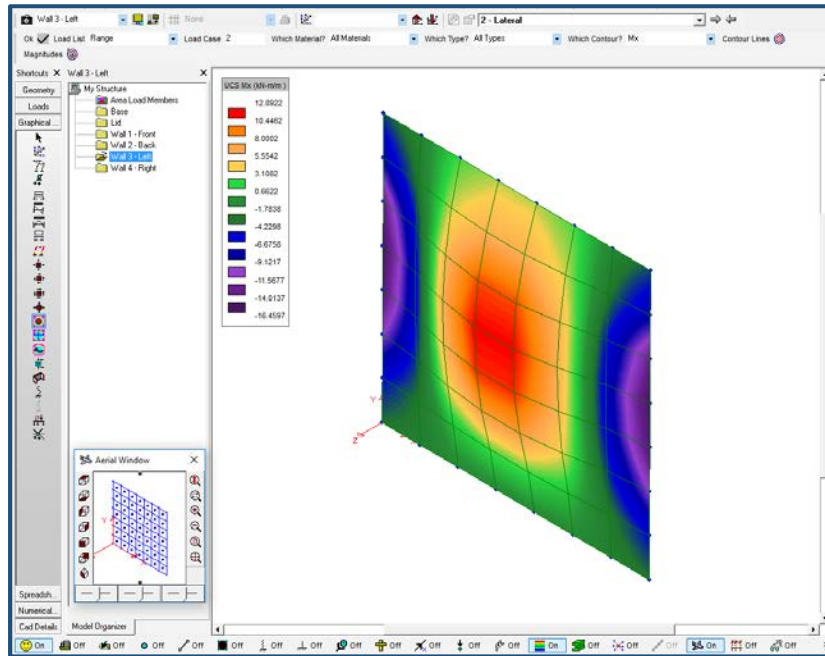 Wall 3 - Left
None
2 - Lateral
Ok Load List Range Load Case 2 Which Material? All Materials Which Type? All Types Which Contour? Mx Contour Lines
Magnitudes
Shortcuts X
Geometry
Loads
Graphical ...
Spreadsh...
Numerical...
Cad Details
Wall 3 - Left X
My Structure
Area Load Members
Base
Lid
Wall 1 - Front
Wall 2 - Back
Wall 3 - Left
Wall 4 - Right
Aerial Window
Y
X
Model Organizer
UCS Mx (kN-m/m)
12.8922
10.4462
8.0002
5.5542
3.1082
0.6622
-1.7838
-4.2298
-6.6758
-9.1217
-11.5677
-14.0137
-16.4597
Y
Z
On Off Off Off Off Off Off Off Off Off Off Off Off On Off Off Off On Off Off